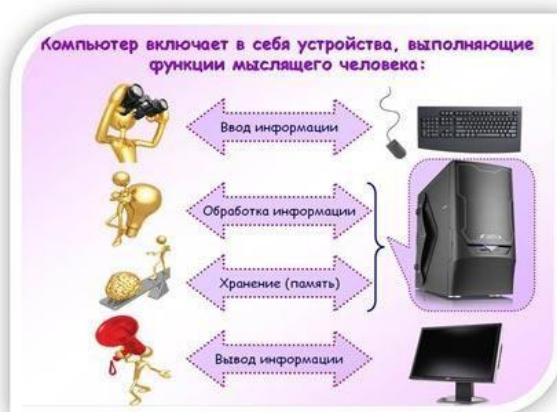 Компьютер включает в себя устройства, выполняющие
функции мыслящего человека:
Ввод информации
Обработка информации
Хранение (память)
Вывод информации